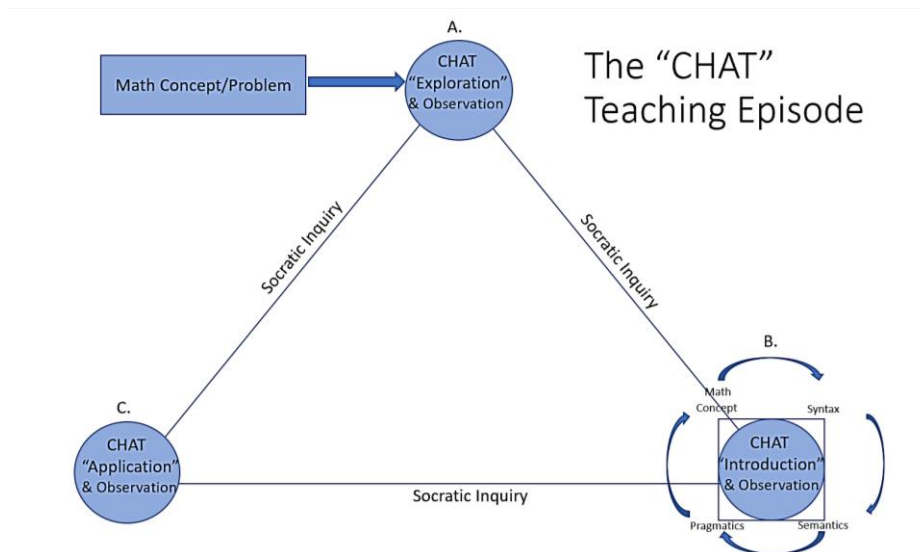 A.
The “CHAT”
Teaching Episode
Math Concept/Problem
CHAT
“Exploration”
& Observation
Socratic Inquiry
Socratic Inquiry
B.
Math
Concept
Syntax
C.
CHAT
“Application”
& Observation
CHAT
“Introduction”
& Observation
Socratic Inquiry
Pragmatics
Semantics